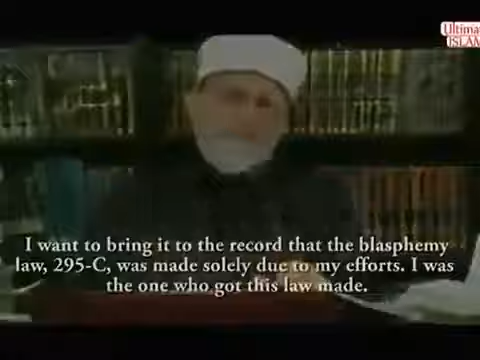 Ultima
ISLAM
I want to bring it to the record that the blasphemy
law, 295-C, was made solely due to my efforts. I was
the one who got this law made.